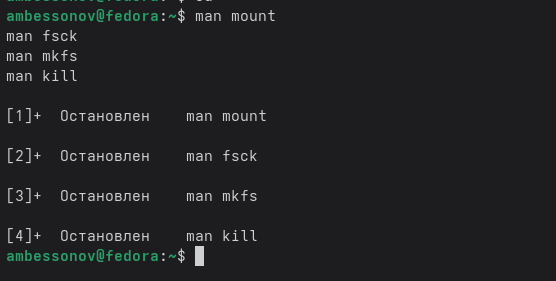 ambessonov@fedora:~$ man mount
man fsck
man mkfs
man kill
[1]+  Остановлен    man mount
[2]+  Остановлен    man fsck
[3]+  Остановлен    man mkfs
[4]+  Остановлен    man kill
ambessonov@fedora:~$